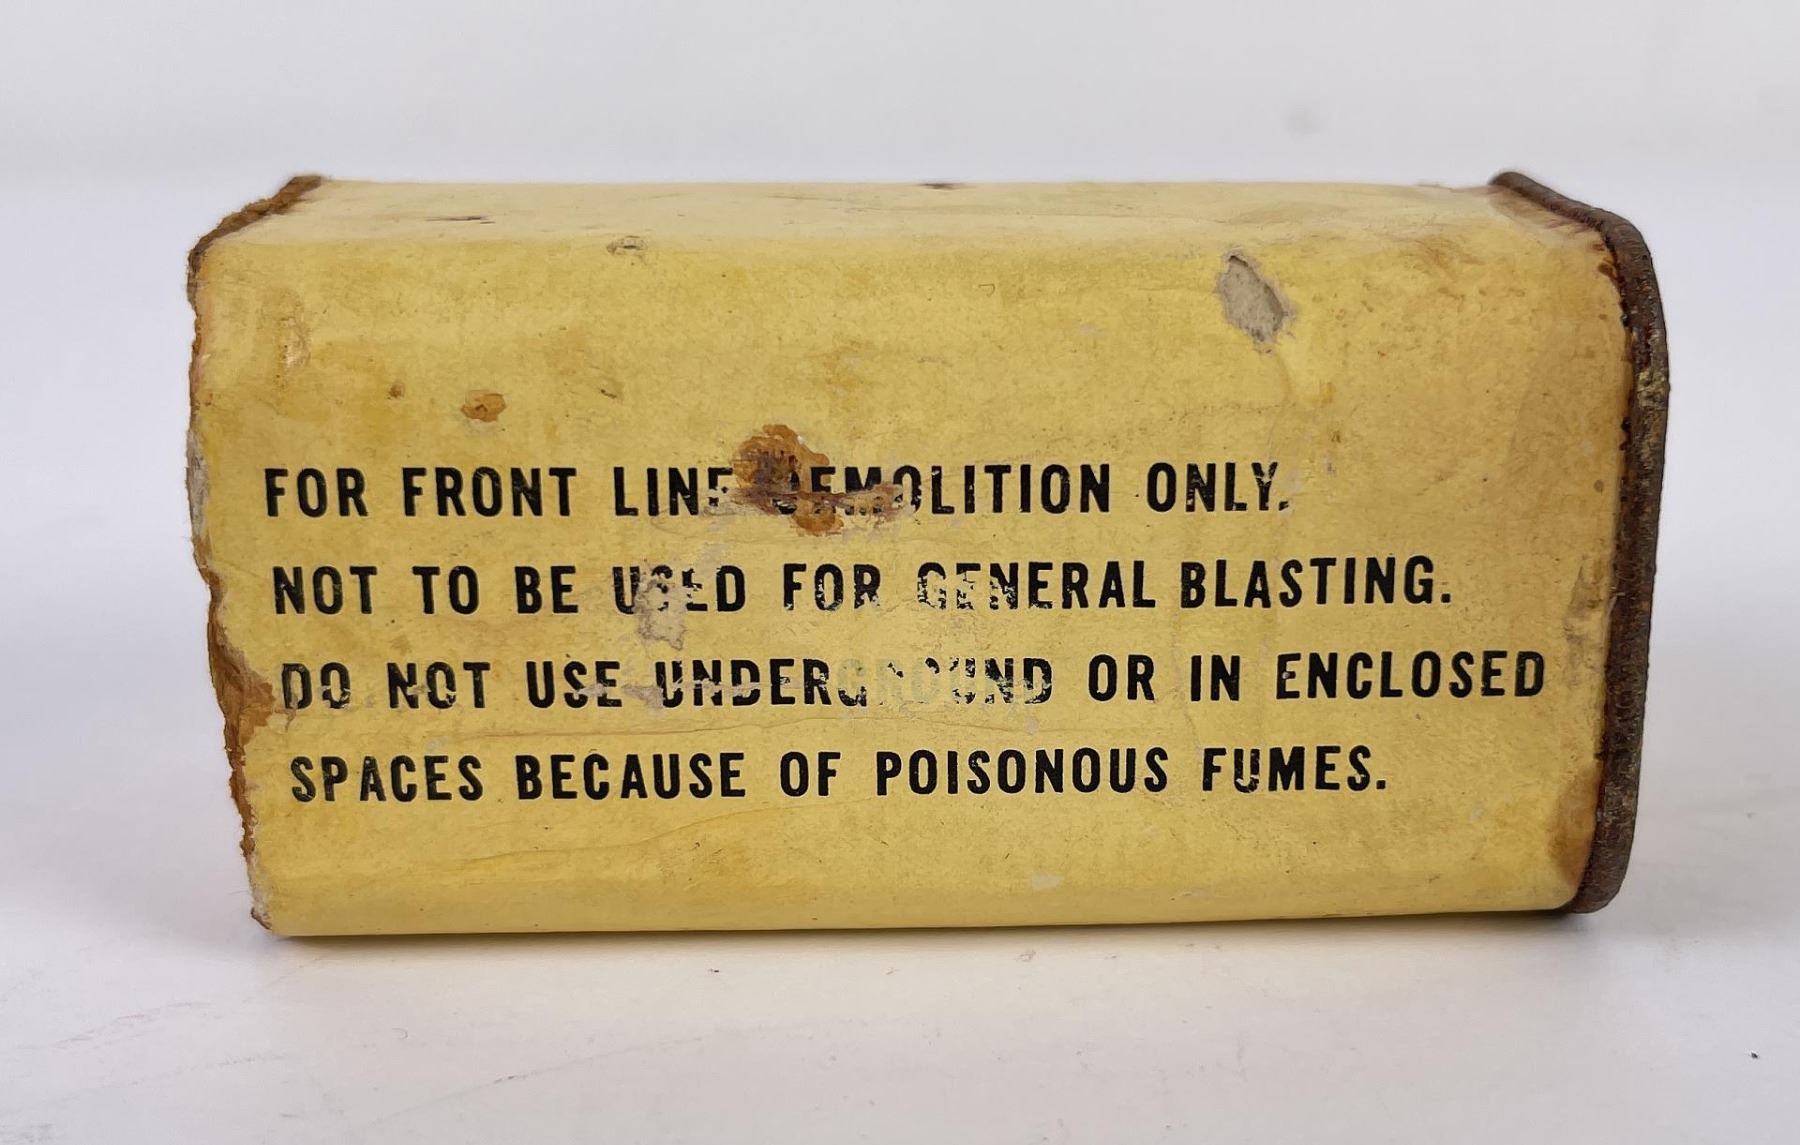 FOR FRONT LINE DEMOLITION ONLY.
NOT TO BE USED FOR GENERAL BLASTING.
DO NOT USE UNDERGROUND OR IN ENCLOSED
SPACES BECAUSE OF POISONOUS FUMES.